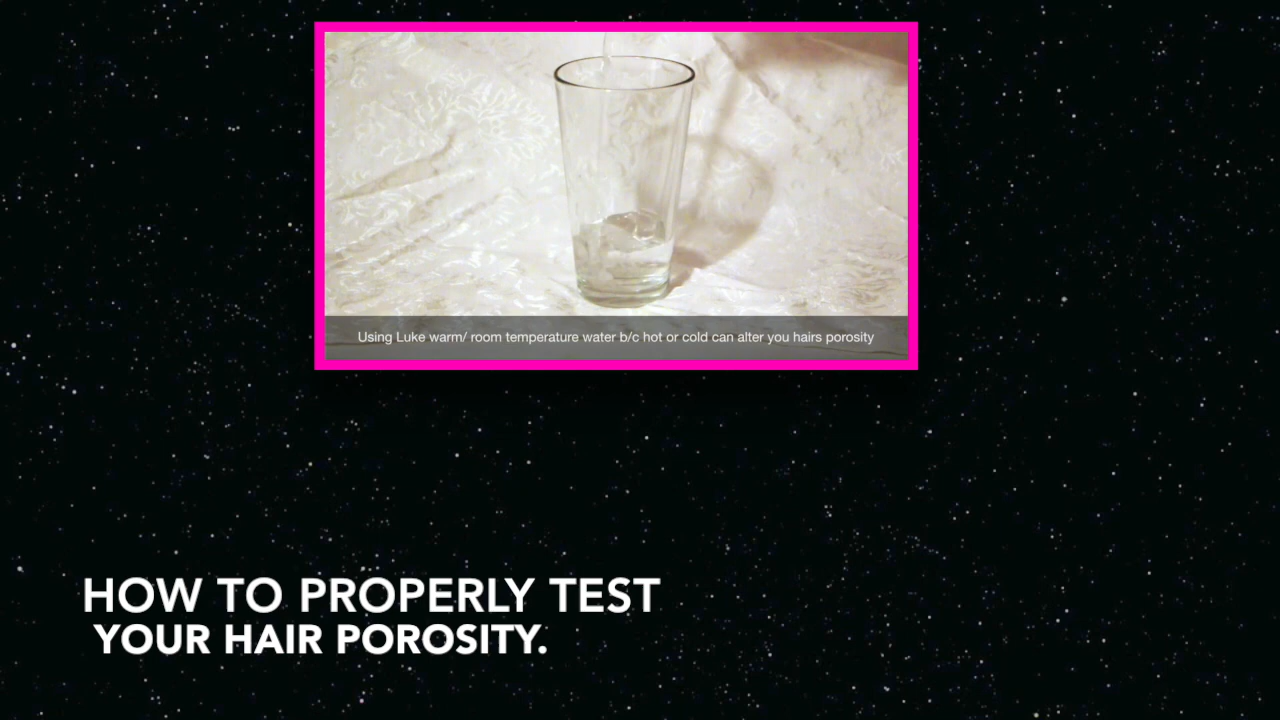 Using Luke warm/ room temperature water b/c hot or cold can alter you hairs porosity
HOW TO PROPERLY TEST
YOUR HAIR POROSITY.